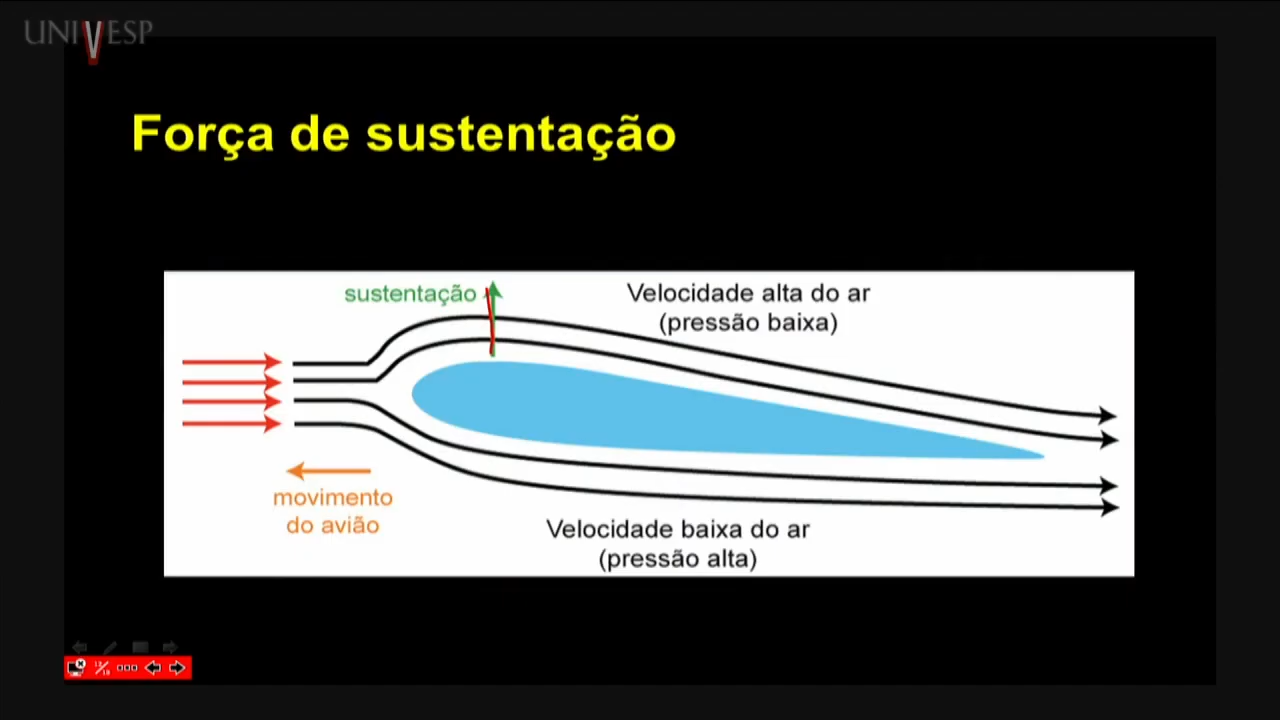 UNIVESP
Força de sustentação
sustentação
Velocidade alta do ar
(pressão baixa)
movimento
do avião
Velocidade baixa do ar
(pressão alta)